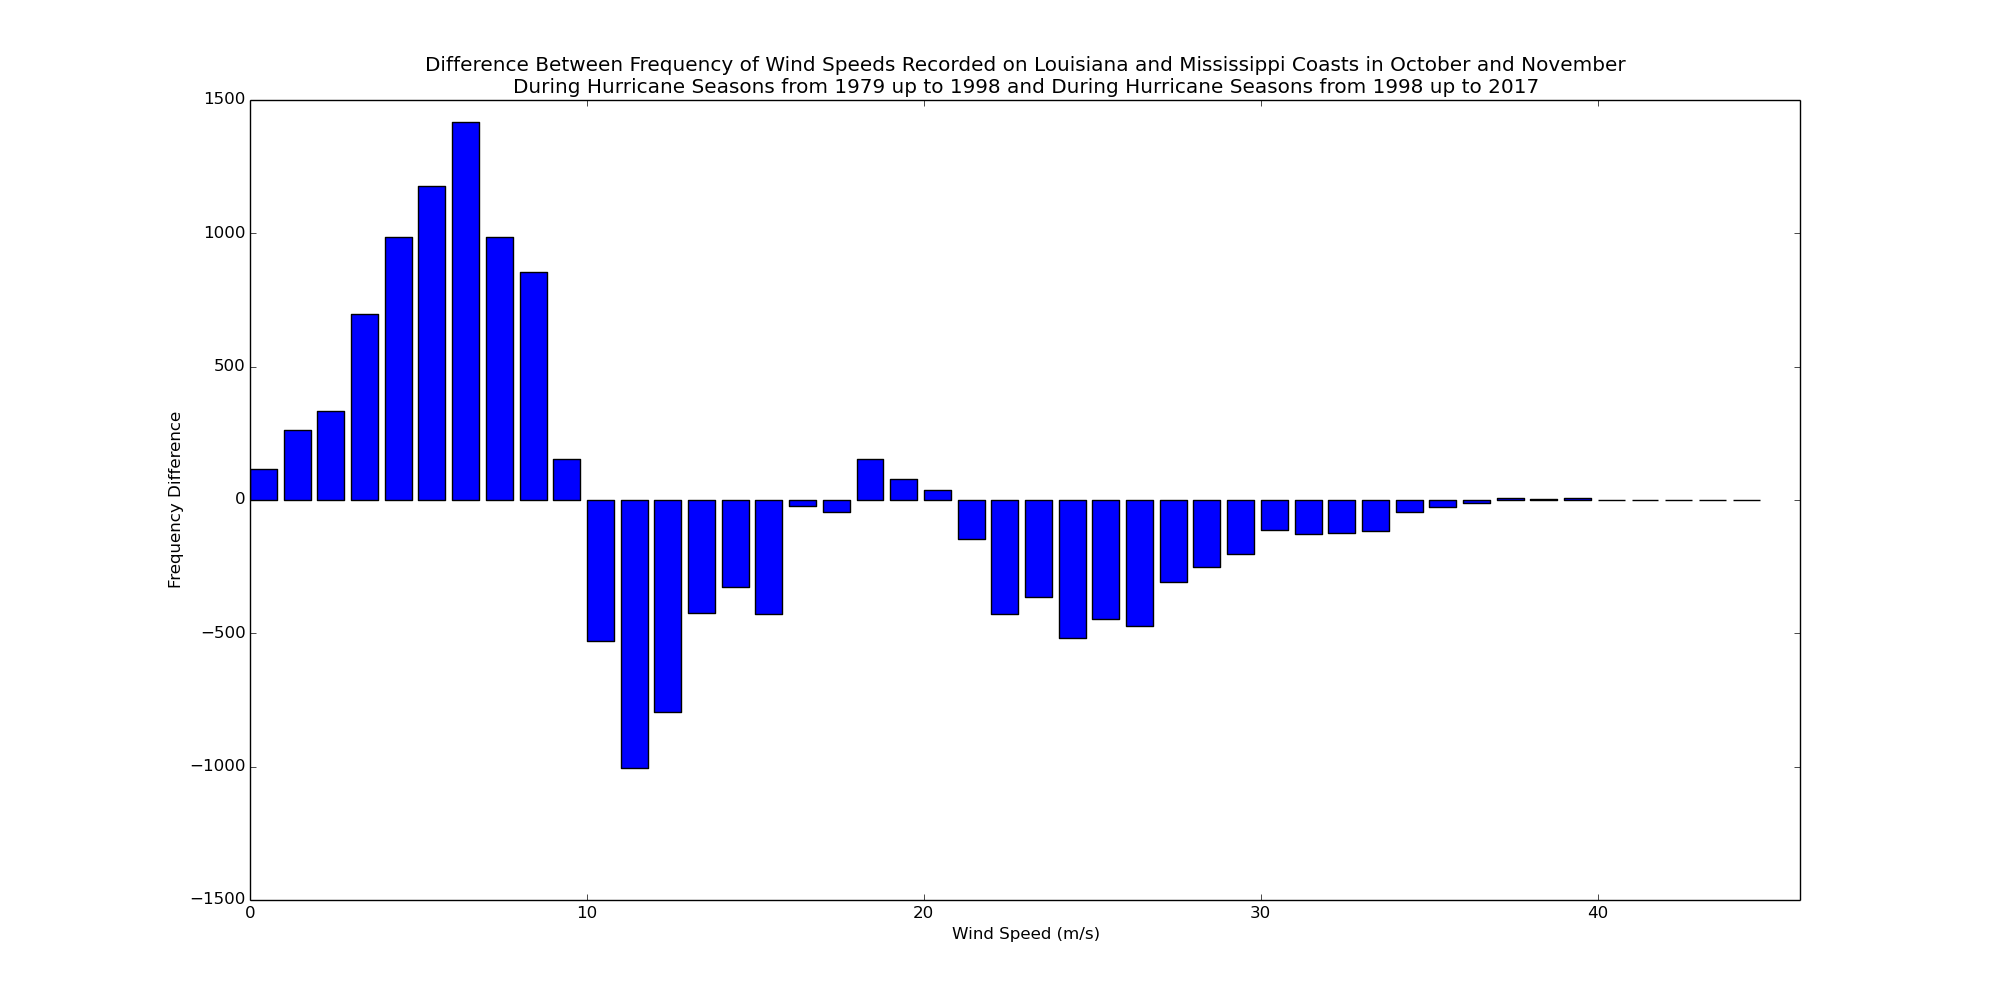 Difference Between Frequency of Wind Speeds Recorded on Louisiana and Mississippi Coasts in October and November
During Hurricane Seasons from 1979 up to 1998 and During Hurricane Seasons from 1998 up to 2017
1500
1000
500
0
−500
−1000
−1500
Frequency Difference
0 10 20 30 40
Wind Speed (m/s)